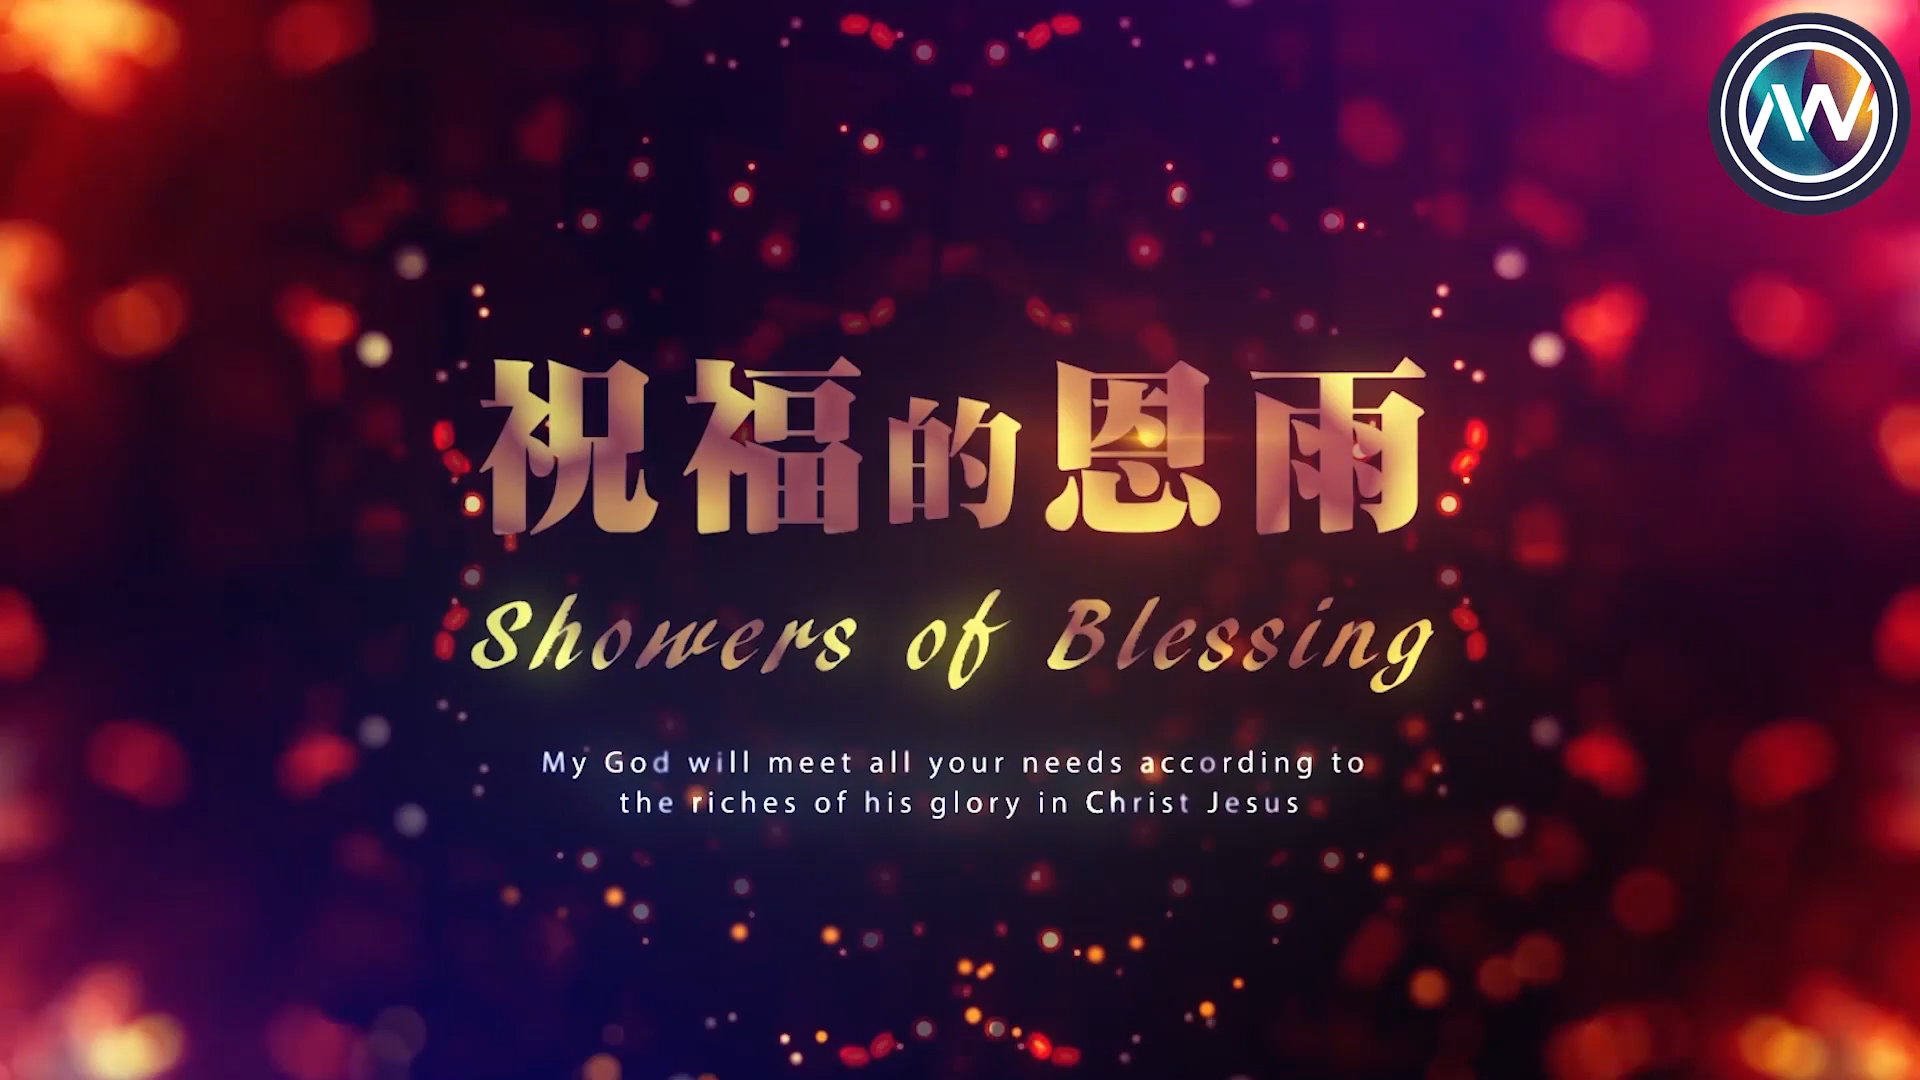 AW
祝福的恩雨
Showers of Blessing
My God will meet all your needs according to
the riches of his glory in Christ Jesus